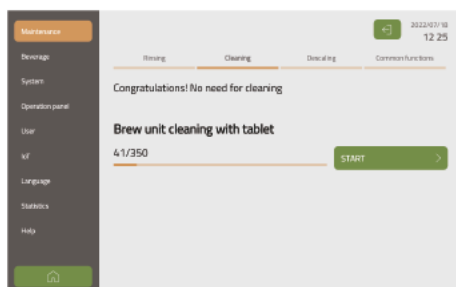 Maintenance
Beverage
System
Operation panel
User
IoT
Language
Statistics
Help
2022/07/18
12 25
Rinsing
Cleaning
Descaling
Common functions
Congratulations! No need for cleaning
Brew unit cleaning with tablet
41/350
START